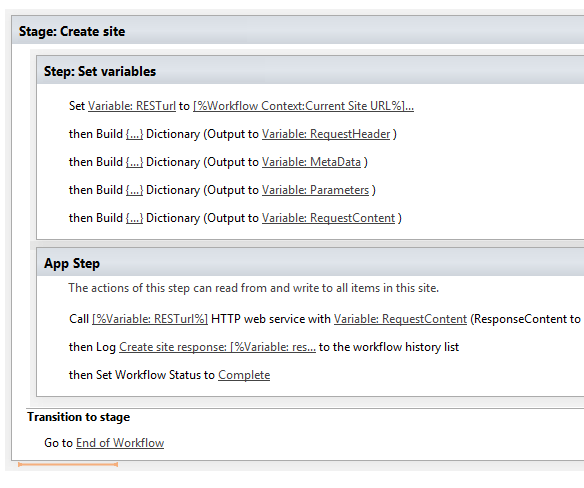 Stage: Create site
Step: Set variables
Set Variable: RESTurl to [%Workflow Context:Current Site URL%]...
then Build {...} Dictionary (Output to Variable: RequestHeader )
then Build {...} Dictionary (Output to Variable: MetaData )
then Build {...} Dictionary (Output to Variable: Parameters )
then Build {...} Dictionary (Output to Variable: RequestContent )
App Step
The actions of this step can read from and write to all items in this site.
Call [%Variable: RESTurl%] HTTP web service with Variable: RequestContent (ResponseContent to
then Log Create site response: [%Variable: res... to the workflow history list
then Set Workflow Status to Complete
Transition to stage
Go to End of Workflow